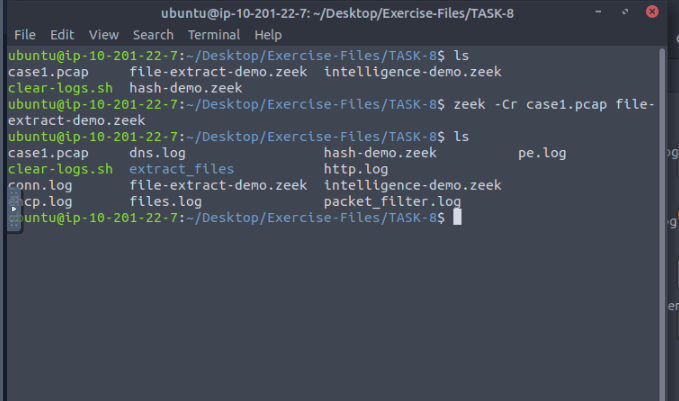 ubuntu@ip-10-201-22-7: ~/Desktop/Exercise-Files/TASK-8
File Edit View Search Terminal Help
ubuntu@ip-10-201-22-7:~/Desktop/Exercise-Files/TASK-8$ ls
case1.pcap file-extract-demo.zeek intelligence-demo.zeek
clear-logs.sh hash-demo.zeek
ubuntu@ip-10-201-22-7:~/Desktop/Exercise-Files/TASK-8$ zeek -Cr case1.pcap file-
extract-demo.zeek
ubuntu@ip-10-201-22-7:~/Desktop/Exercise-Files/TASK-8$ ls
case1.pcap dns.log hash-demo.zeek pe.log
clear-logs.sh extract_files http.log
conn.log file-extract-demo.zeek intelligence-demo.zeek
files.log packet_filter.log
ubuntu@ip-10-201-22-7:~/Desktop/Exercise-Files/TASK-8$